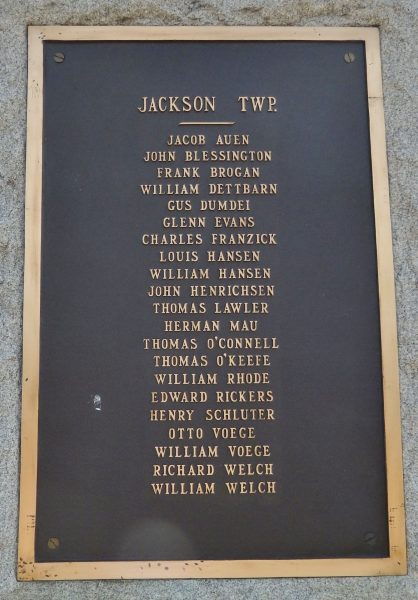 JACKSON TWP.
JACOB AUEN
JOHN BLESSINGTON
FRANK BROGAN
WILLIAM DETTBARN
GUS DUMDEI
GLENN EVANS
CHARLES FRANZICK
LOUIS HANSEN
WILLIAM HANSEN
JOHN HENRICHSEN
THOMAS LAWLER
HERMAN MAU
THOMAS O'CONNELL
THOMAS O'KEEFE
WILLIAM RHODE
EDWARD RICKERS
HENRY SCHLUTER
OTTO VOEGE
WILLIAM VOEGE
RICHARD WELCH
WILLIAM WELCH